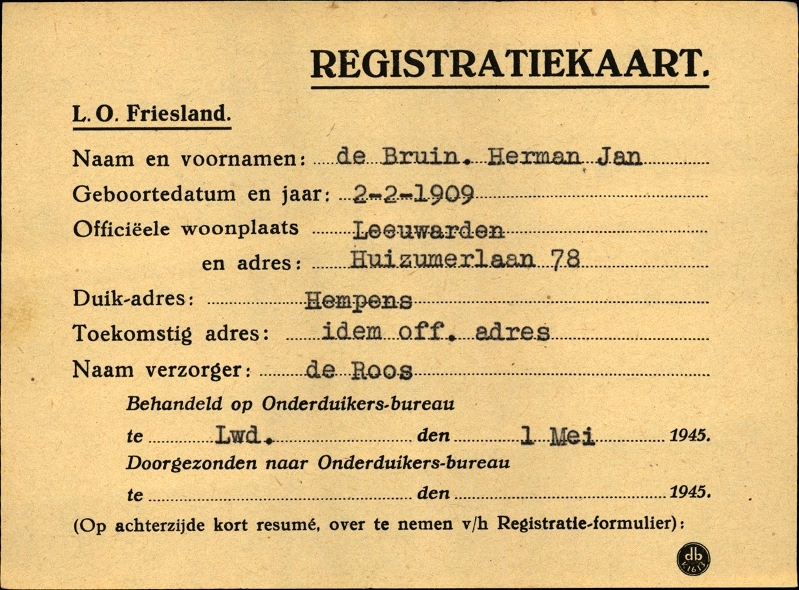 REGISTRATIEKAART.
L. O. Friesland.
Naam en voornamen: de Bruin. Herman Jan
Geboortedatum en jaar: 2-2-1909
Officiëele woonplaats Leeuwarden
en adres: Huizumerlaan 78
Duik-adres: Hempens
Toekomstig adres: idem off. adres
Naam verzorger: de Roos
Behandeld op Onderduikers-bureau
te Lwd. den 1 Mei 1945.
Doorgezonden naar Onderduikers-bureau
te den 1945.
(Op achterzijde kort resumé, over te nemen v/h Registratie-formulier):
db